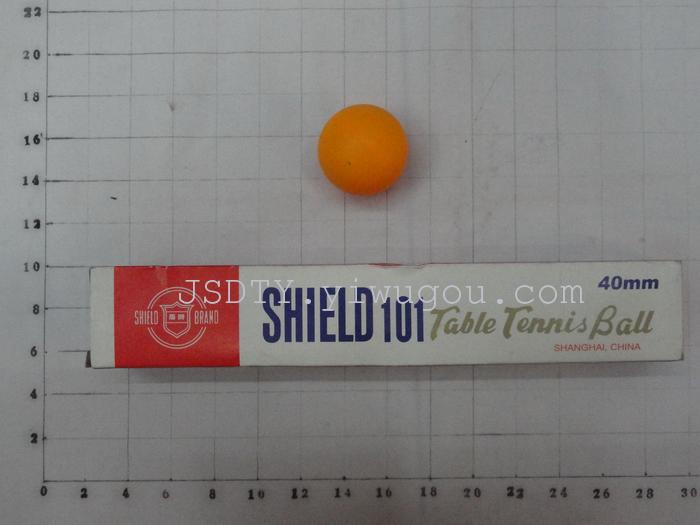 22
20
18
16
14
12
10
8
6
4
2
0 2 4 6 8 10 12 14 16 18 20 22 24 26 28 30
JSDTY.yiwugou.com
40mm
SHIELD BRAND
SHIELD 101 Table Tennis Ball
SHANGHAI, CHINA